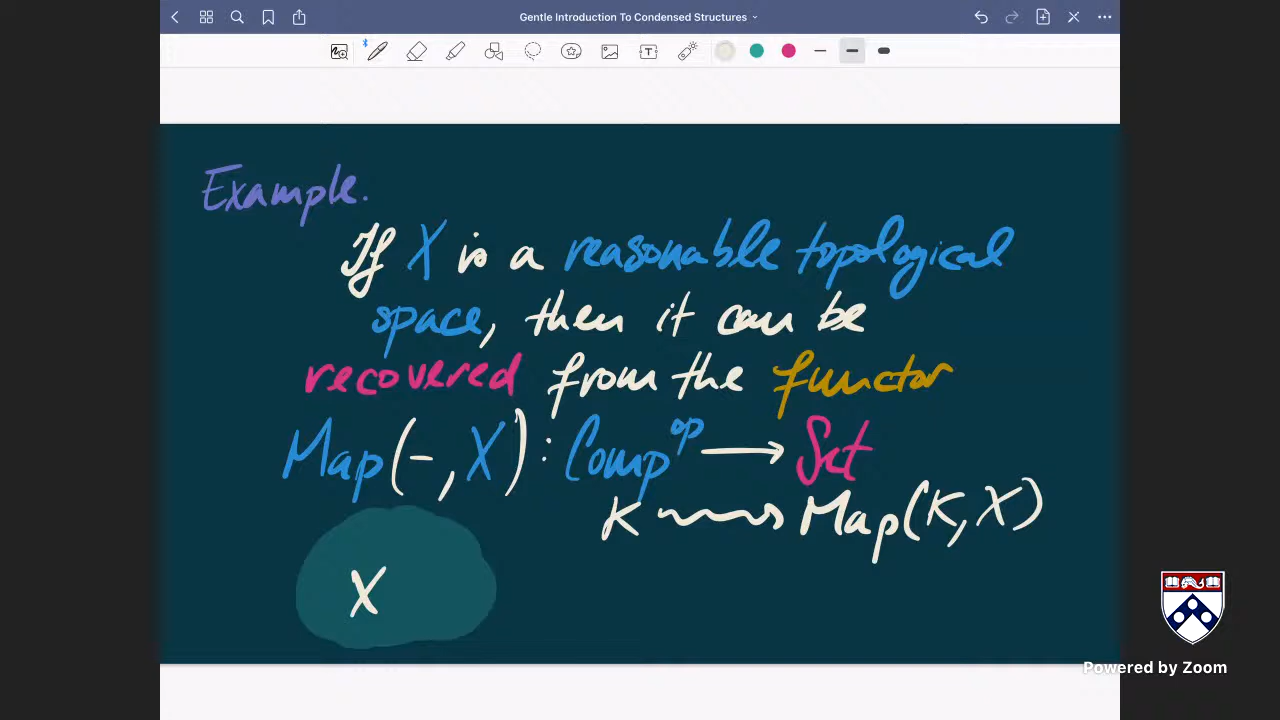 Gentle Introduction To Condensed Structures
Example.
If X is a reasonable topological
space, then it can be
recovered from the functor
Map(-, X): Comp^op ⟶ Set
K ⟿ Map(K, X)
X
Powered by Zoom